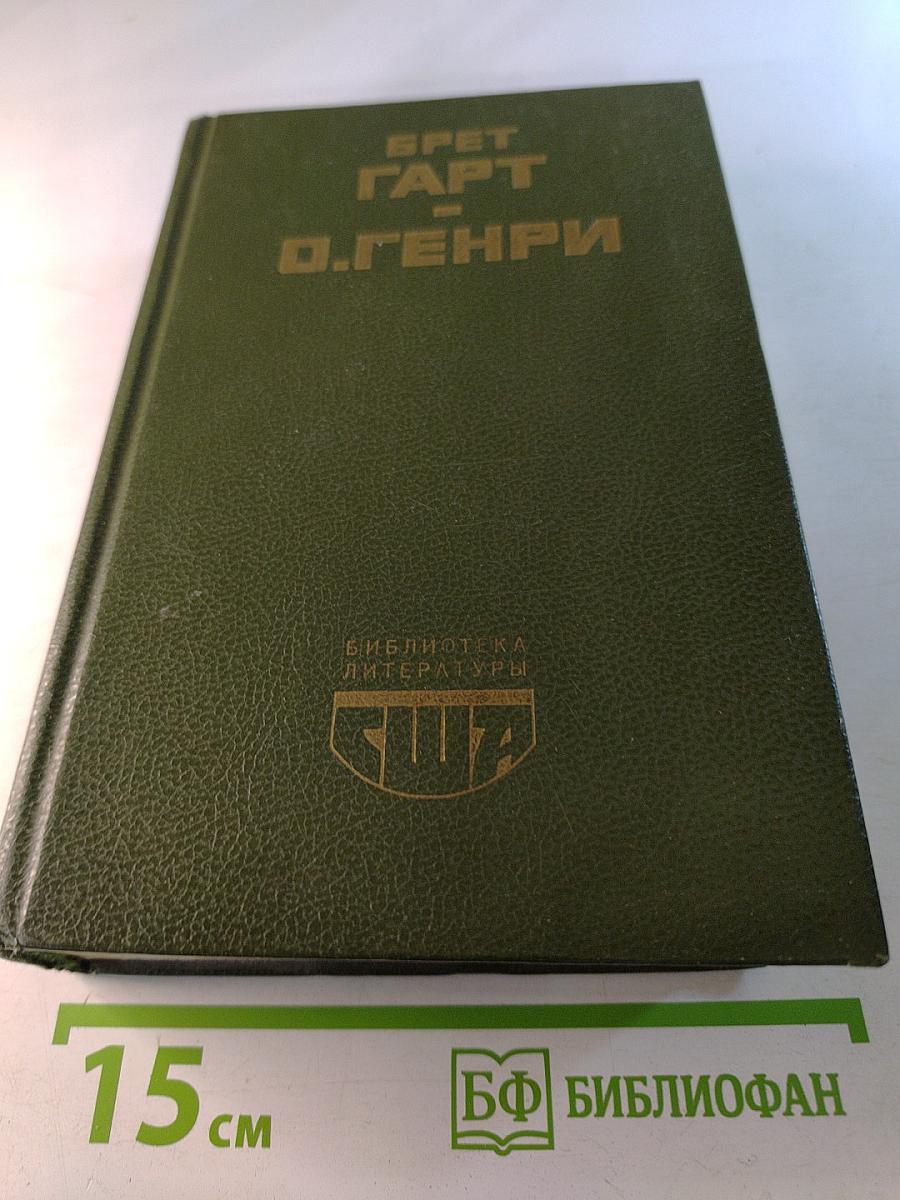 БРЕТ
ГАРТ
-
О.ГЕНРИ
БИБЛИОТЕКА
ЛИТЕРАТУРЫ
США
15 см
БФ БИБЛИОФАН